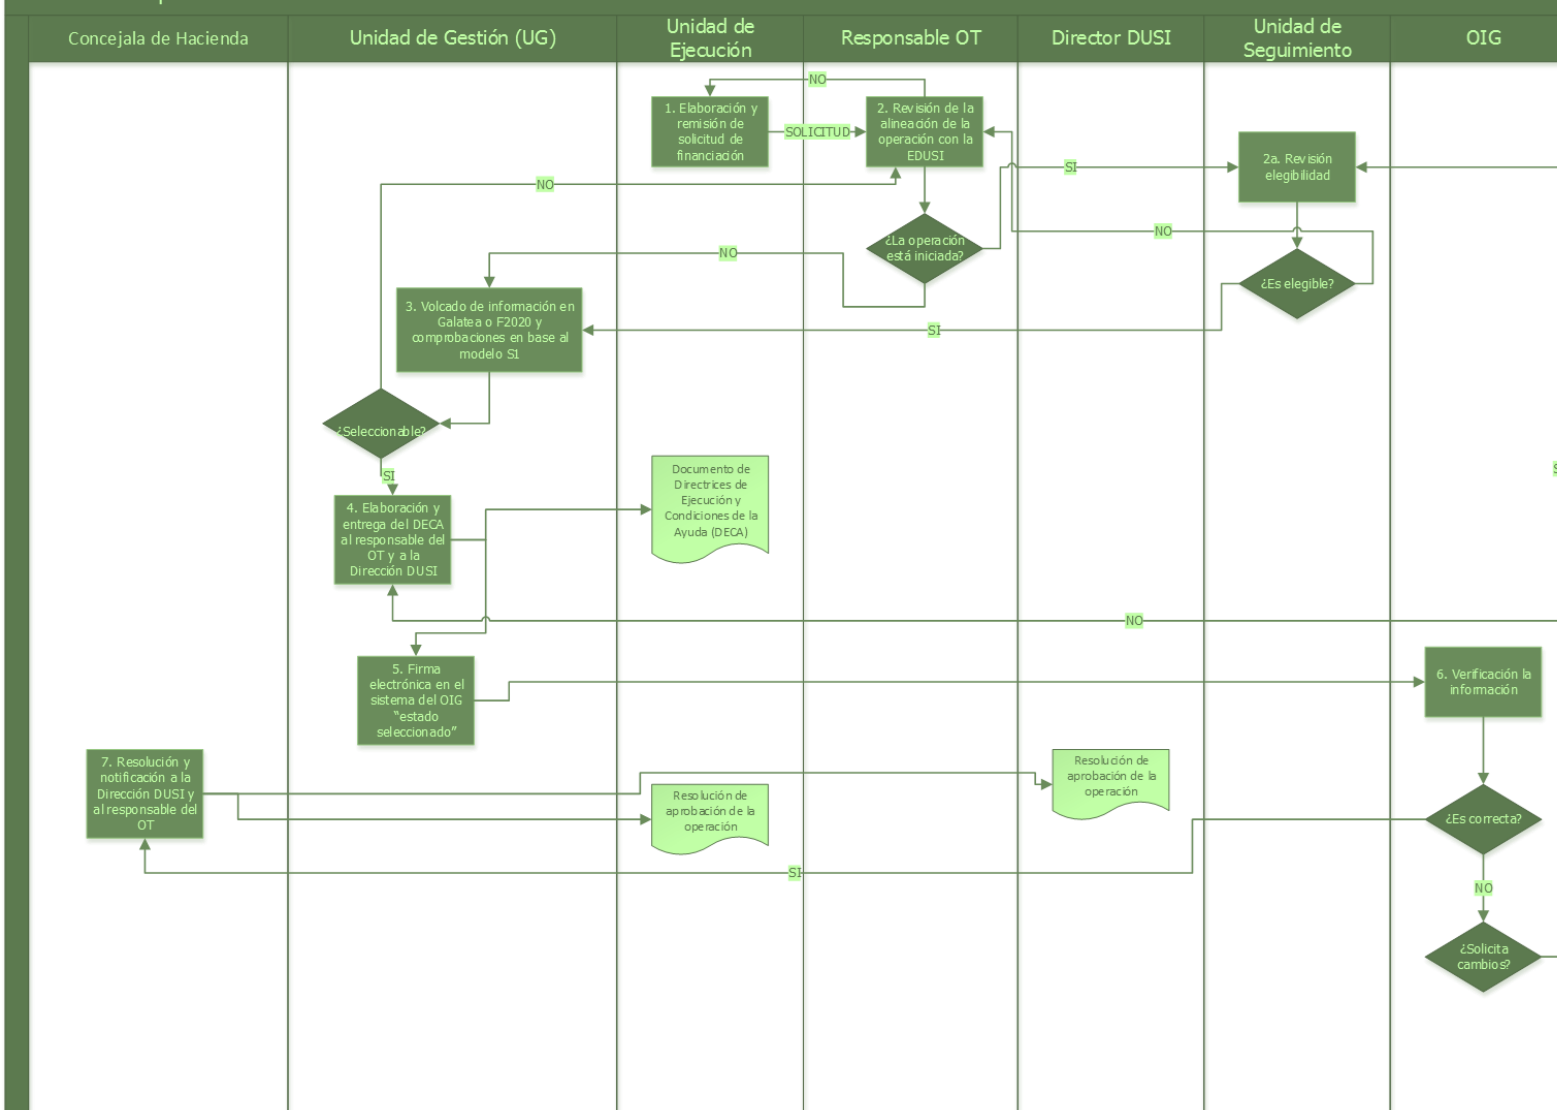 Concejala de Hacienda
Unidad de Gestión (UG)
Unidad de
Ejecución
Responsable OT
Director DUSI
Unidad de
Seguimiento
OIG
NO
1. Elaboración y
remisión de
solicitud de
financiación
SOLICITUD
2. Revisión de la
alineación de la
operación con la
EDUSI
SI
2a. Revisión
elegibilidad
NO
NO
¿La operación
está iniciada?
NO
¿Es elegible?
3. Volcado de información en
Galatea o F2020 y
comprobaciones en base al
modelo S1
SI
¿Seleccionable?
SI
4. Elaboración y
entrega del DECA
al responsable del
OT y a la
Dirección DUSI
Documento de
Directrices de
Ejecución y
Condiciones de la
Ayuda (DECA)
NO
5. Firma
electrónica en el
sistema del OIG
“estado
seleccionado”
6. Verificación la
información
7. Resolución y
notificación a la
Dirección DUSI y
al responsable del
OT
Resolución de
aprobación de la
operación
Resolución de
aprobación de la
operación
¿Es correcta?
SI
NO
¿Solicita
cambios?